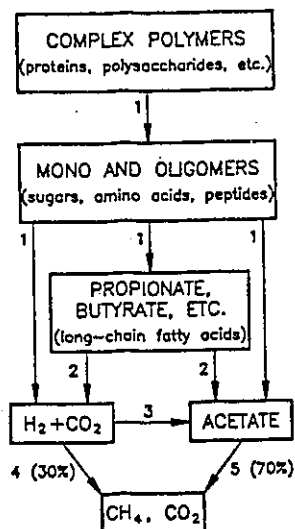 COMPLEX POLYMERS
(proteins, polysaccharides, etc.)
1
MONO AND OLIGOMERS
(sugars, amino acids, peptides)
1 1 1
PROPIONATE,
BUTYRATE, ETC.
(long-chain fatty acids)
2 2
H₂+CO₂ 3 ACETATE
4 (30%) 5 (70%)
CH₄, CO₂